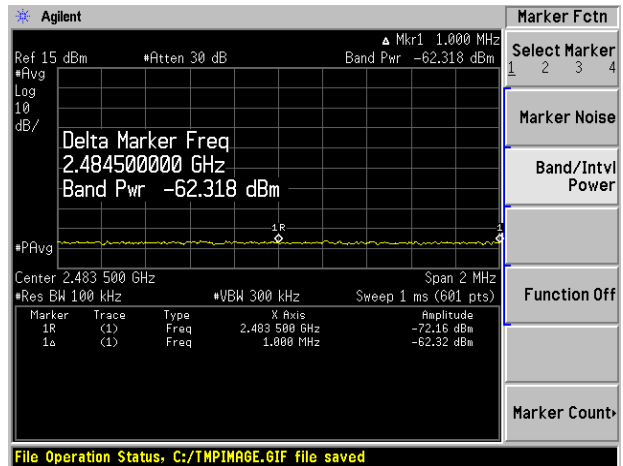 Agilent
Marker Fctn
Δ Mkr1 1.000 MHz
Ref 15 dBm #Atten 30 dB Band Pwr -62.318 dBm
Select Marker
1 2 3 4
#Avg
Log
10
dB/
Marker Noise
Delta Marker Freq
2.484500000 GHz
Band Pwr -62.318 dBm
Band/Intvl
Power
1R
1
#PAvg
Center 2.483 500 GHz Span 2 MHz
#Res BW 100 kHz #VBW 300 kHz Sweep 1 ms (601 pts)
Function Off
Marker Trace Type X Axis Amplitude
1R (1) Freq 2.483 500 GHz -72.16 dBm
1Δ (1) Freq 1.000 MHz -62.32 dBm
Marker Count
File Operation Status, C:/TMPIMAGE.GIF file saved